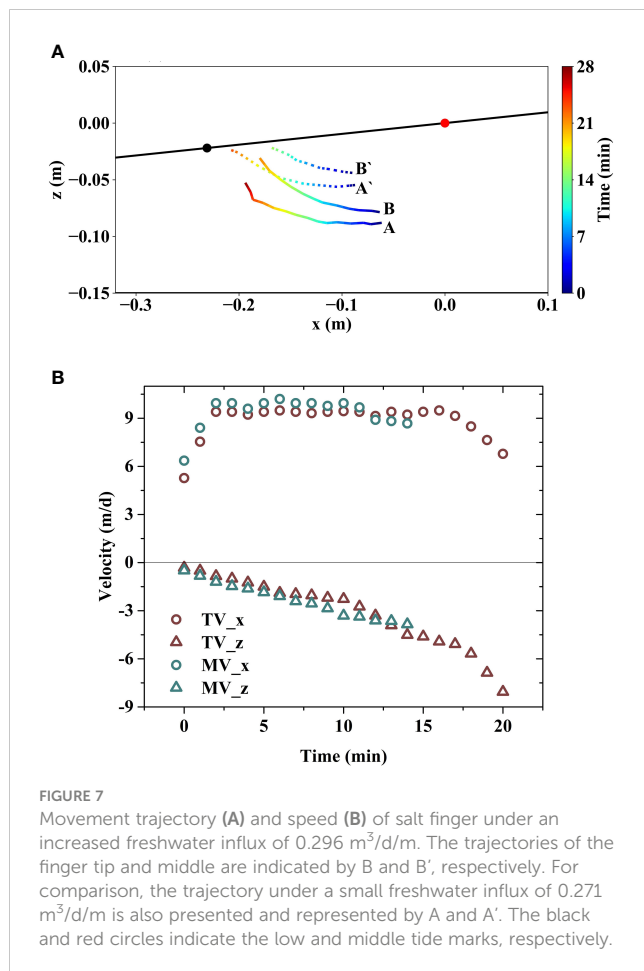 A
0.05
0.00
−0.05
−0.10
−0.15
z (m)
B`
A`
B
A
−0.3
−0.2
−0.1
0.0
0.1
x (m)
28
21
14
7
0
Time (min)
B
9
6
3
0
-3
-6
-9
Velocity (m/d)
TV_x
TV_z
MV_x
MV_z
0
5
10
15
20
Time (min)
FIGURE 7
Movement trajectory (A) and speed (B) of salt finger under an
increased freshwater influx of 0.296 m³/d/m. The trajectories of the
finger tip and middle are indicated by B and B’, respectively. For
comparison, the trajectory under a small freshwater influx of 0.271
m³/d/m is also presented and represented by A and A’. The black
and red circles indicate the low and middle tide marks, respectively.